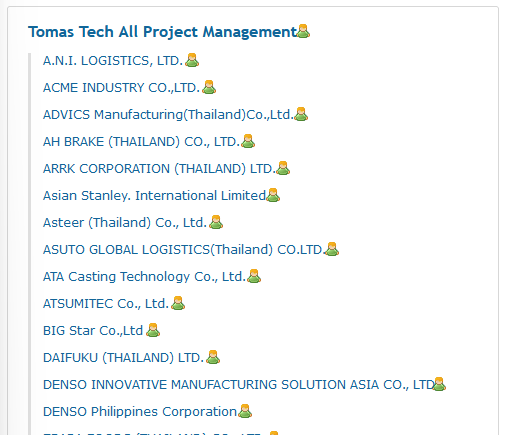 Tomas Tech All Project Management
A.N.I. LOGISTICS, LTD.
ACME INDUSTRY CO.,LTD.
ADVICS Manufacturing(Thailand)Co.,Ltd.
AH BRAKE (THAILAND) CO., LTD.
ARRK CORPORATION (THAILAND) LTD.
Asian Stanley. International Limited
Asteer (Thailand) Co., Ltd.
ASUTO GLOBAL LOGISTICS(Thailand) CO.LTD.
ATA Casting Technology Co., Ltd.
ATSUMITEC Co., Ltd.
BIG Star Co.,Ltd
DAIFUKU (THAILAND) LTD.
DENSO INNOVATIVE MANUFACTURING SOLUTION ASIA CO., LTD
DENSO Philippines Corporation